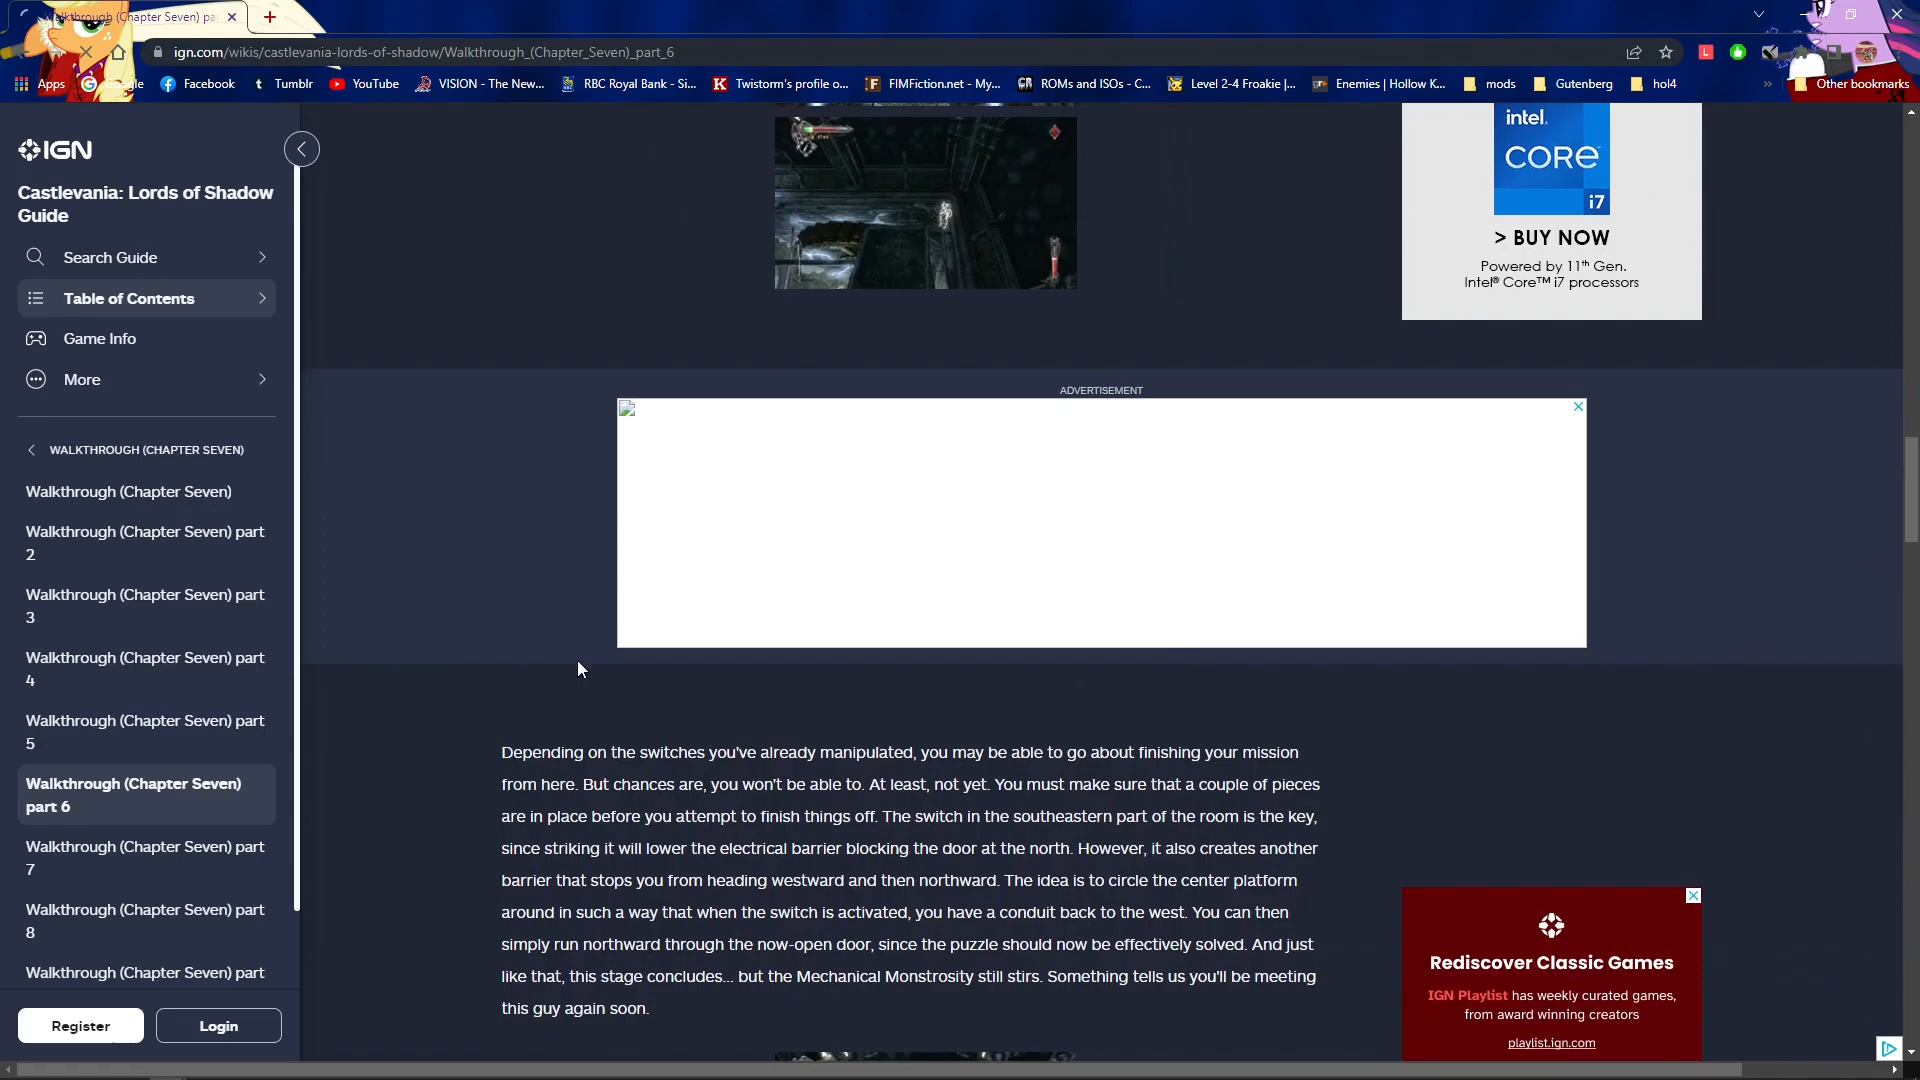 Walkthrough (Chapter Seven) pa
ign.com/wikis/castlevania-lords-of-shadow/Walkthrough_(Chapter_Seven)_part_6
Apps Google Facebook Tumblr YouTube VISION - The New... RBC Royal Bank - Si... Twistorm's profile o... FIMFiction.net - My... ROMs and ISOs - C... Level 2-4 Froakie |... Enemies | Hollow K... mods Gutenberg hol4 » Other bookmarks
IGN
Castlevania: Lords of Shadow
Guide
Search Guide
Table of Contents
Game Info
More
WALKTHROUGH (CHAPTER SEVEN)
Walkthrough (Chapter Seven)
Walkthrough (Chapter Seven) part
2
Walkthrough (Chapter Seven) part
3
Walkthrough (Chapter Seven) part
4
Walkthrough (Chapter Seven) part
5
Walkthrough (Chapter Seven)
part 6
Walkthrough (Chapter Seven) part
7
Walkthrough (Chapter Seven) part
8
Walkthrough (Chapter Seven) part
Register
Login
intel.
CORE
i7
> BUY NOW
Powered by 11th Gen.
Intel® Core™ i7 processors
ADVERTISEMENT
Depending on the switches you've already manipulated, you may be able to go about finishing your mission
from here. But chances are, you won't be able to. At least, not yet. You must make sure that a couple of pieces
are in place before you attempt to finish things off. The switch in the southeastern part of the room is the key,
since striking it will lower the electrical barrier blocking the door at the north. However, it also creates another
barrier that stops you from heading westward and then northward. The idea is to circle the center platform
around in such a way that when the switch is activated, you have a conduit back to the west. You can then
simply run northward through the now-open door, since the puzzle should now be effectively solved. And just
like that, this stage concludes... but the Mechanical Monstrosity still stirs. Something tells us you'll be meeting
this guy again soon.
Rediscover Classic Games
IGN Playlist has weekly curated games,
from award winning creators
playlist.ign.com